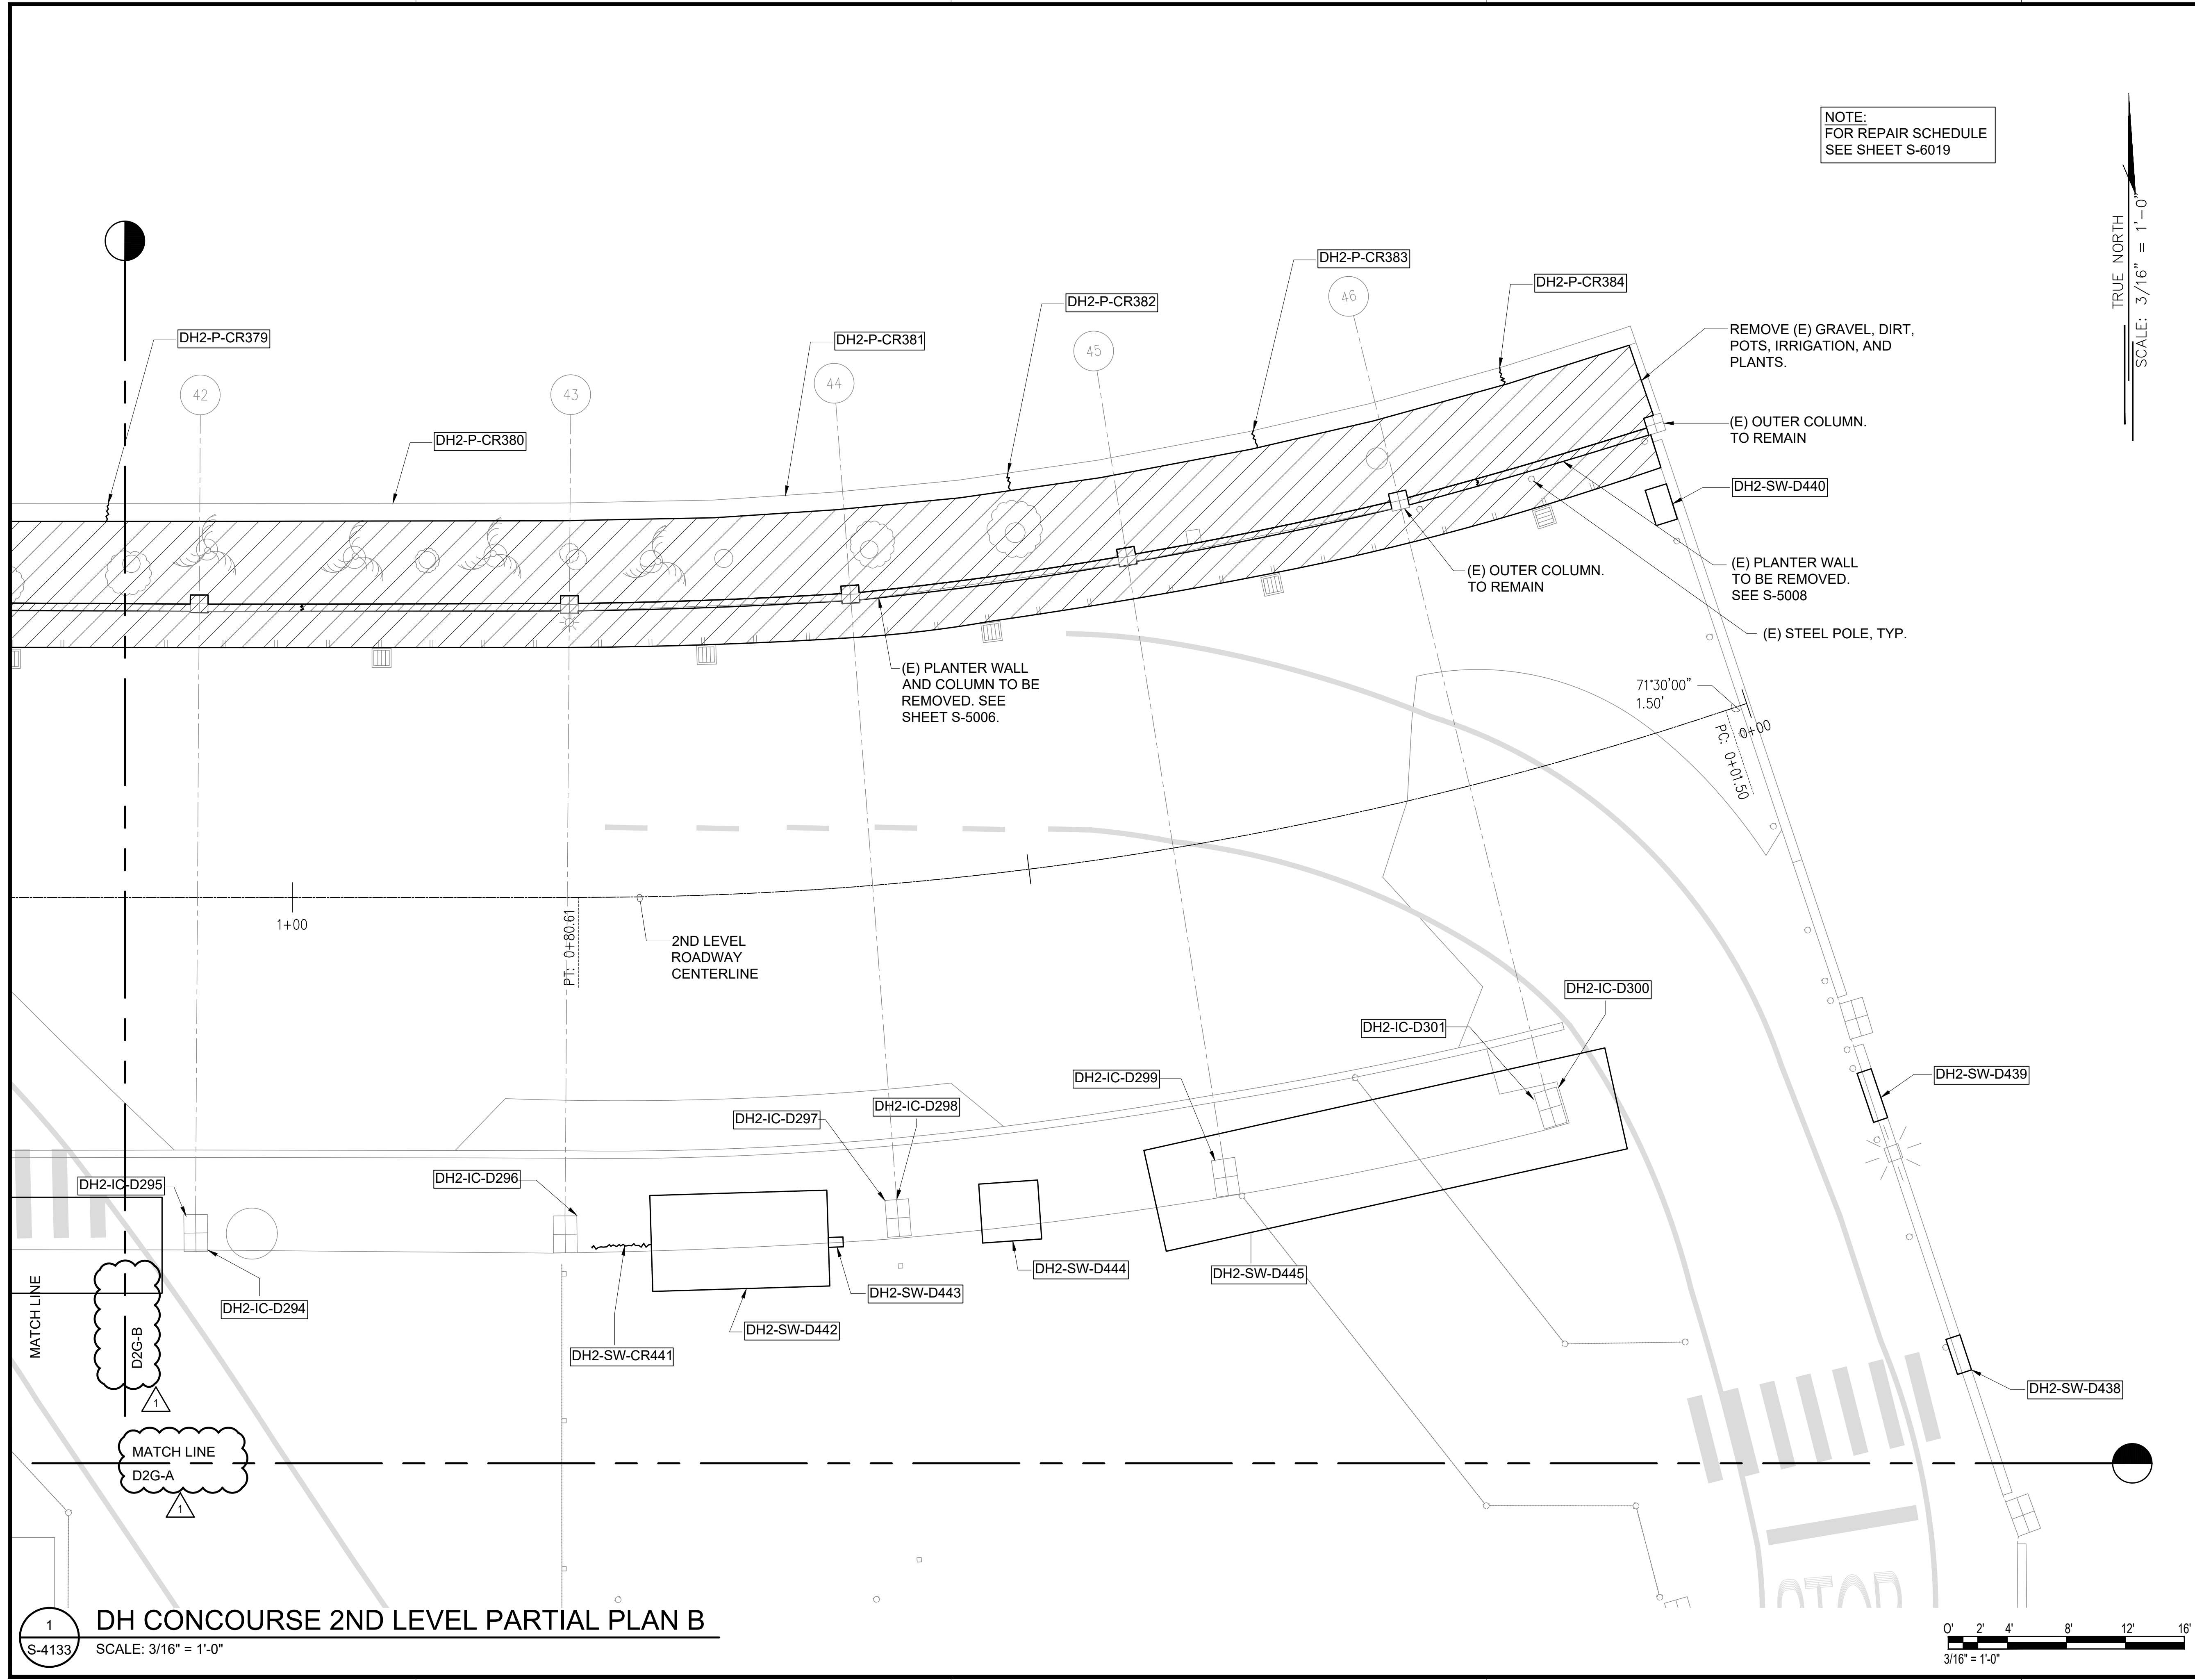 NOTE:
FOR REPAIR SCHEDULE
SEE SHEET S-6019
TRUE NORTH
SCALE: 3/16" = 1'-0"
DH2-P-CR383
DH2-P-CR384
46
DH2-P-CR382
DH2-P-CR379
DH2-P-CR381
45
REMOVE (E) GRAVEL, DIRT,
POTS, IRRIGATION, AND
PLANTS.
42
43
44
DH2-P-CR380
(E) OUTER COLUMN.
TO REMAIN
DH2-SW-D440
(E) OUTER COLUMN.
TO REMAIN
(E) PLANTER WALL
TO BE REMOVED.
SEE S-5008
(E) STEEL POLE, TYP.
(E) PLANTER WALL
AND COLUMN TO BE
REMOVED. SEE
SHEET S-5006.
71°30'00"
1.50'
0+00
PC: 0+01.50
1+00
PT: 0+80.61
2ND LEVEL
ROADWAY
CENTERLINE
DH2-IC-D300
DH2-IC-D301
DH2-IC-D299
DH2-SW-D439
DH2-IC-D298
DH2-IC-D297
DH2-IC-D296
DH2-IC-D295
DH2-SW-D444
DH2-SW-D445
DH2-SW-D443
DH2-IC-D294
DH2-SW-D442
DH2-SW-CR441
DH2-SW-D438
MATCH LINE
D2G-B
1
MATCH LINE
D2G-A
1
STOP
1
S-4133
DH CONCOURSE 2ND LEVEL PARTIAL PLAN B
SCALE: 3/16" = 1'-0"
0' 2' 4' 8' 12' 16'
3/16" = 1'-0"